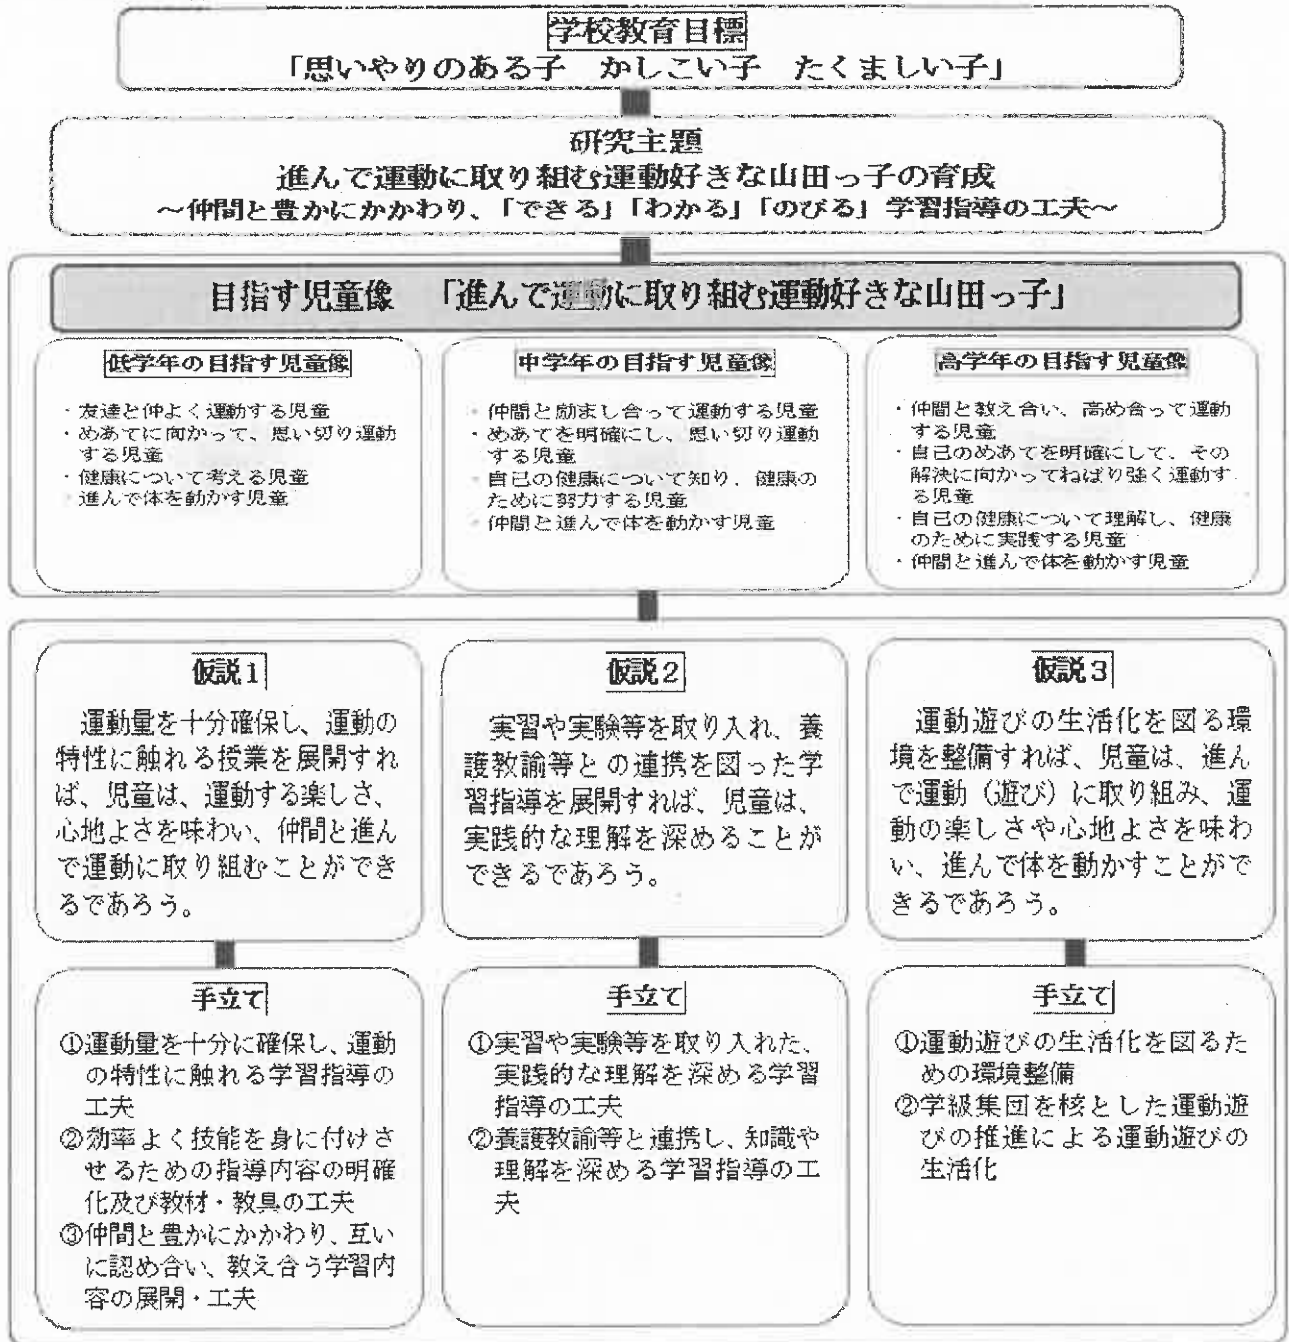 学校教育目標
「思いやりのある子　かしこい子　たくましい子」
研究主題
進んで運動に取り組む運動好きな山田っ子の育成
～仲間と豊かにかかわり、「できる」「わかる」「のびる」学習指導の工夫～
目指す児童像　「進んで運動に取り組む運動好きな山田っ子」
低学年の目指す児童像
・友達と仲よく運動する児童
・めあてに向かって、思い切り運動
する児童
・健康について考える児童
・進んで体を動かす児童
中学年の目指す児童像
・仲間と励まし合って運動する児童
・めあてを明確にし、思い切り運動
する児童
・自己の健康について知り、健康の
ために努力する児童
・仲間と進んで体を動かす児童
高学年の目指す児童像
・仲間と教え合い、高め合って運動
する児童
・自己のめあてを明確にして、その
解決に向かってねばり強く運動す
る児童
・自己の健康について理解し、健康
のために実践する児童
・仲間と進んで体を動かす児童
仮説1
運動量を十分確保し、運動の
特性に触れる授業を展開すれ
ば、児童は、運動する楽しさ、
心地よさを味わい、仲間と進ん
で運動に取り組むことができ
るであろう。
仮説2
実習や実験等を取り入れ、養
護教諭等との連携を図った学
習指導を展開すれば、児童は、
実践的な理解を深めることが
できるであろう。
仮説3
運動遊びの生活化を図る環
境を整備すれば、児童は、進ん
で運動（遊び）に取り組み、運
動の楽しさや心地よさを味わ
い、進んで体を動かすことがで
きるであろう。
手立て
①運動量を十分に確保し、運動
の特性に触れる学習指導の
工夫
②効率よく技能を身に付けさ
せるための指導内容の明確
化及び教材・教具の工夫
③仲間と豊かにかかわり、互い
に認め合い、教え合う学習内
容の展開・工夫
手立て
①実習や実験等を取り入れた、
実践的な理解を深める学習
指導の工夫
②養護教諭等と連携し、知識や
理解を深める学習指導の工
夫
手立て
①運動遊びの生活化を図るた
めの環境整備
②学級集団を核とした運動遊
びの推進による運動遊びの
生活化